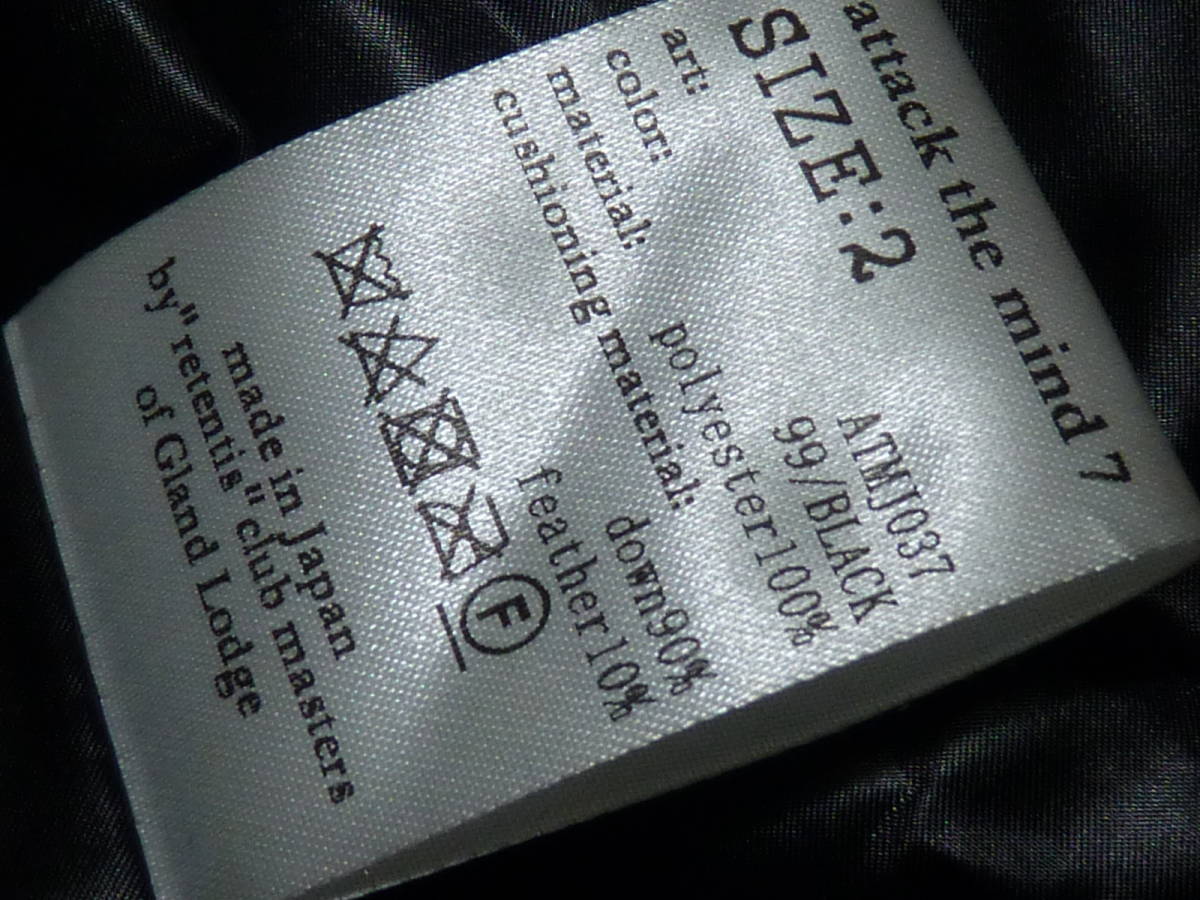 attack the mind 7
SIZE:2
art: ATMJ037
color: 99/BLACK
material: polyester100%
cushioning material: down90%
feather10%
F
made in Japan
by"retentis" club masters
of Gland Lodge